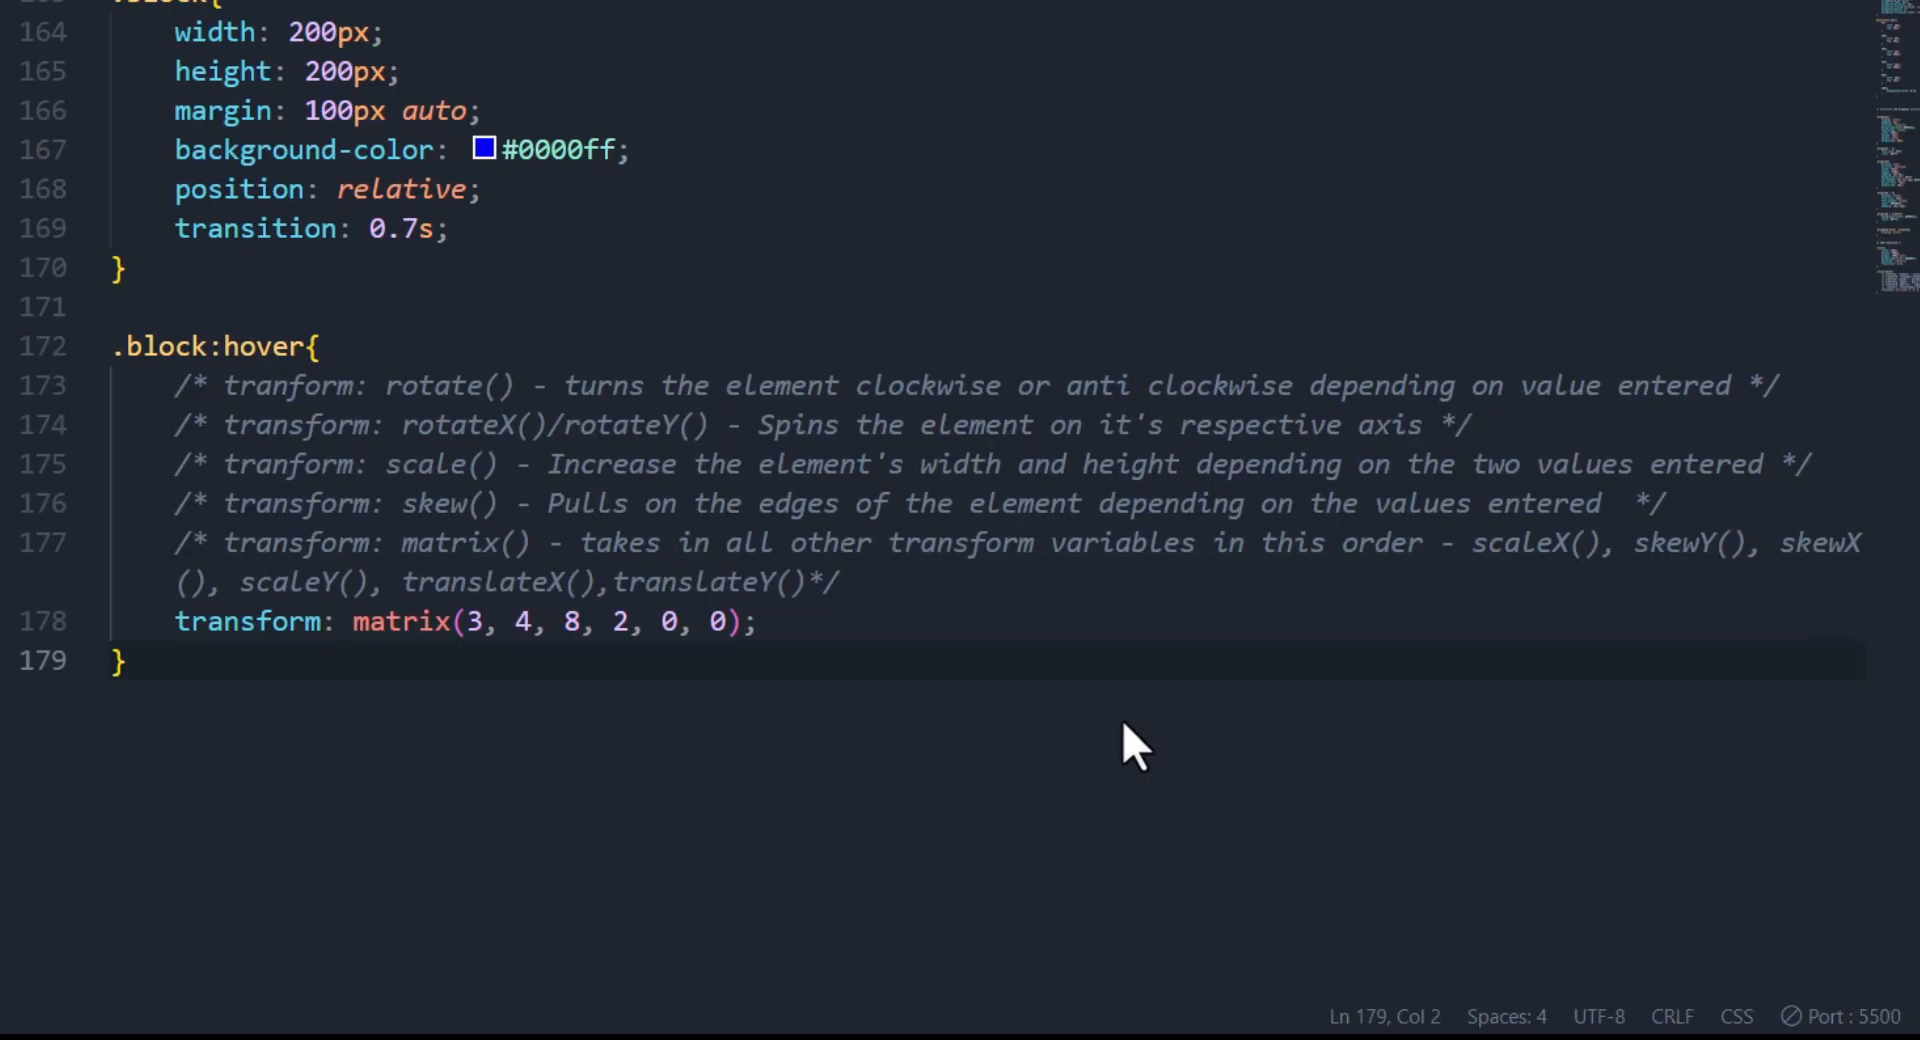 .block{
164 width: 200px;
165 height: 200px;
166 margin: 100px auto;
167 background-color: #0000ff;
168 position: relative;
169 transition: 0.7s;
170 }
171
172 .block:hover{
173 /* tranform: rotate() - turns the element clockwise or anti clockwise depending on value entered */
174 /* transform: rotateX()/rotateY() - Spins the element on it's respective axis */
175 /* tranform: scale() - Increase the element's width and height depending on the two values entered */
176 /* transform: skew() - Pulls on the edges of the element depending on the values entered  */
177 /* transform: matrix() - takes in all other transform variables in this order - scaleX(), skewY(), skewX
(), scaleY(), translateX(),translateY()*/
178 transform: matrix(3, 4, 8, 2, 0, 0);
179 }
Ln 179, Col 2 Spaces: 4 UTF-8 CRLF CSS Port : 5500